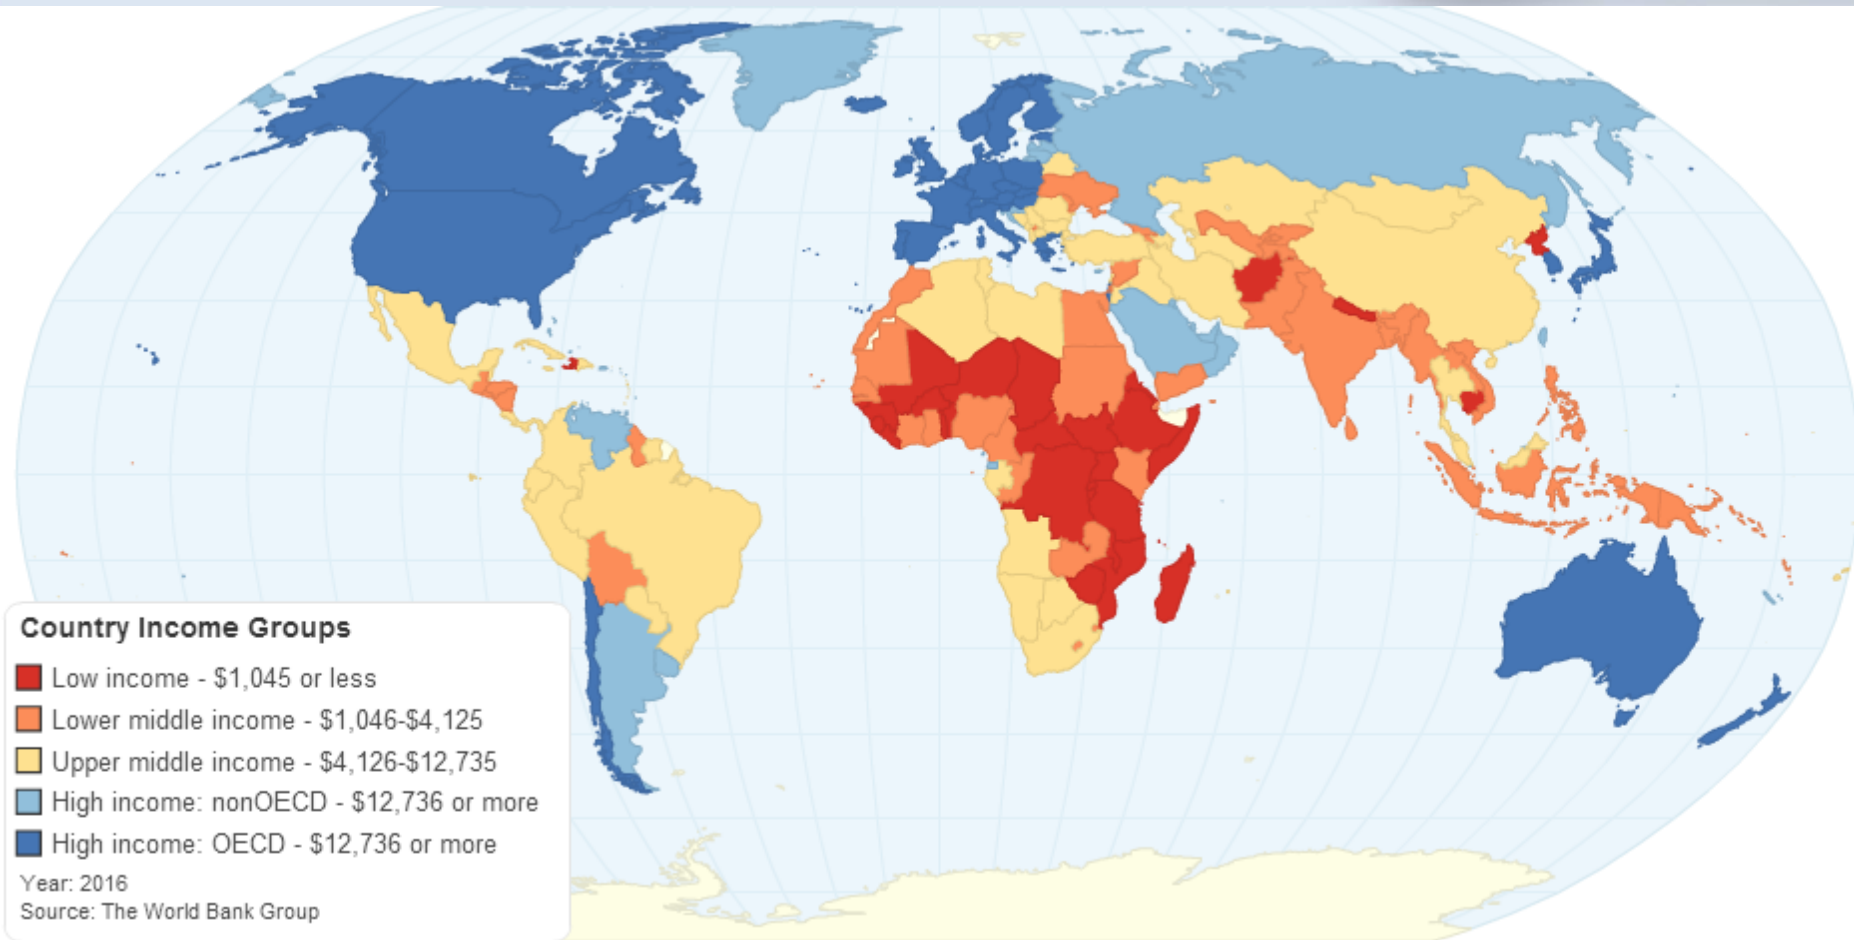 Country Income Groups
Low income - $1,045 or less
Lower middle income - $1,046-$4,125
Upper middle income - $4,126-$12,735
High income: nonOECD - $12,736 or more
High income: OECD - $12,736 or more
Year: 2016
Source: The World Bank Group